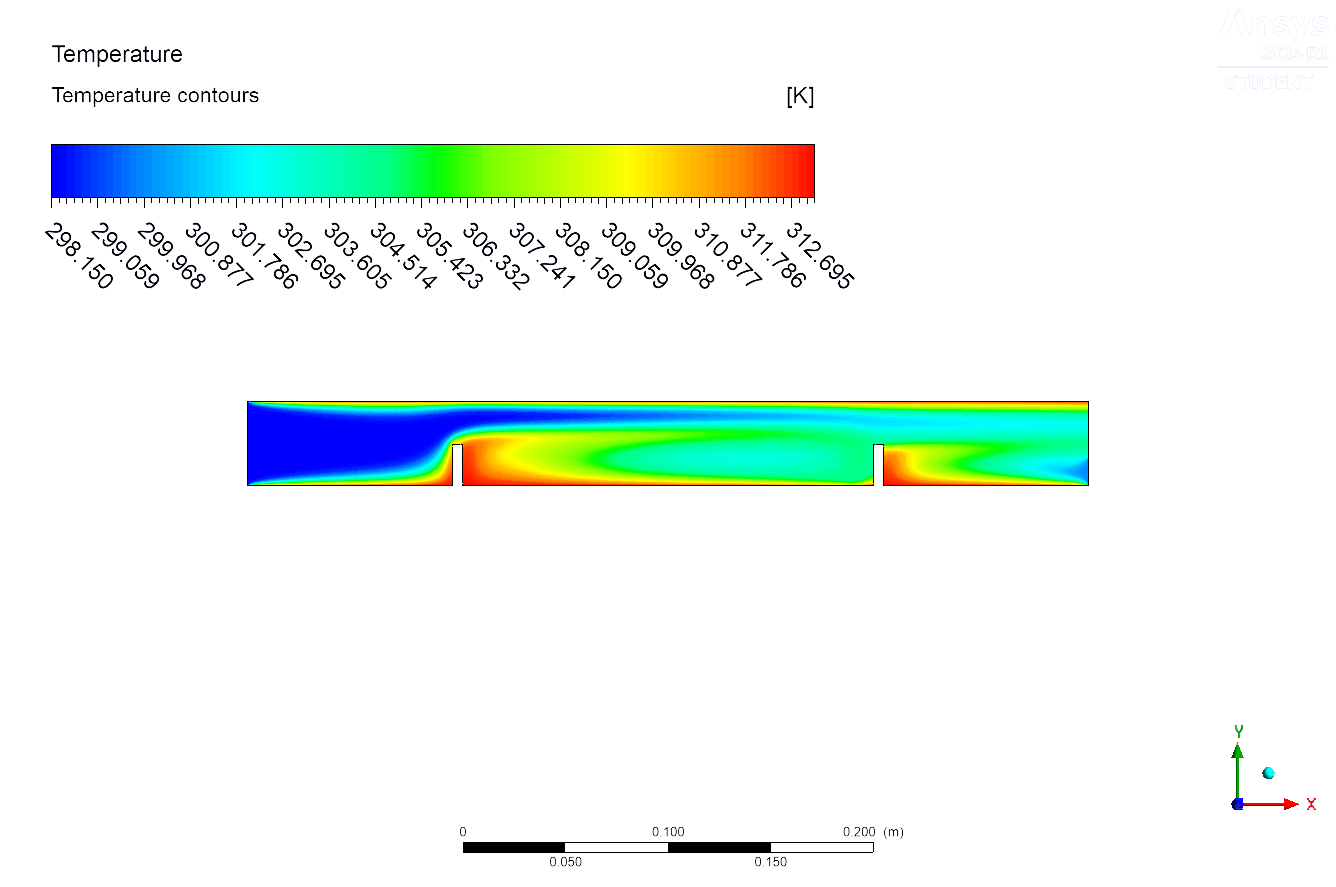 Ansys
2024 R1
STUDENT
Temperature
Temperature contours [K]
298.150 299.059 299.968 300.877 301.786 302.695 303.605 304.514 305.423 306.332 307.241 308.150 309.059 309.968 310.877 311.786 312.695
Y
X
0 0.100 0.200 (m)
0.050 0.150